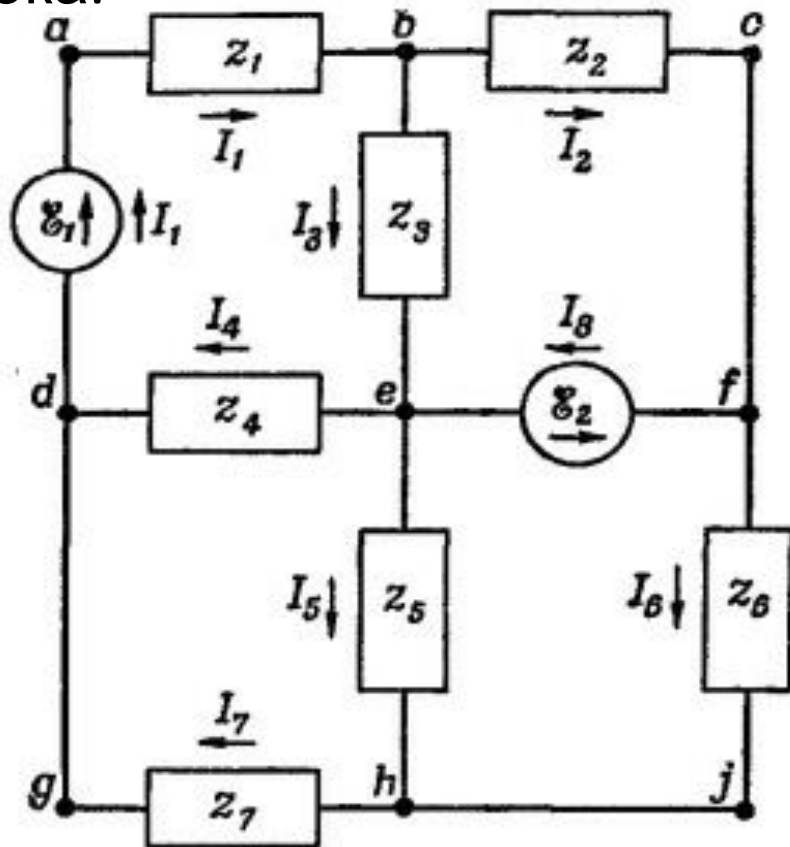 a b c
z₁ z₂
I₁ I₂
ℰ₁ I₁ I₃ z₃
I₄ I₈
d z₄ e ℰ₂ f
I₅ z₅ I₆ z₆
I₇
g z₇ h j